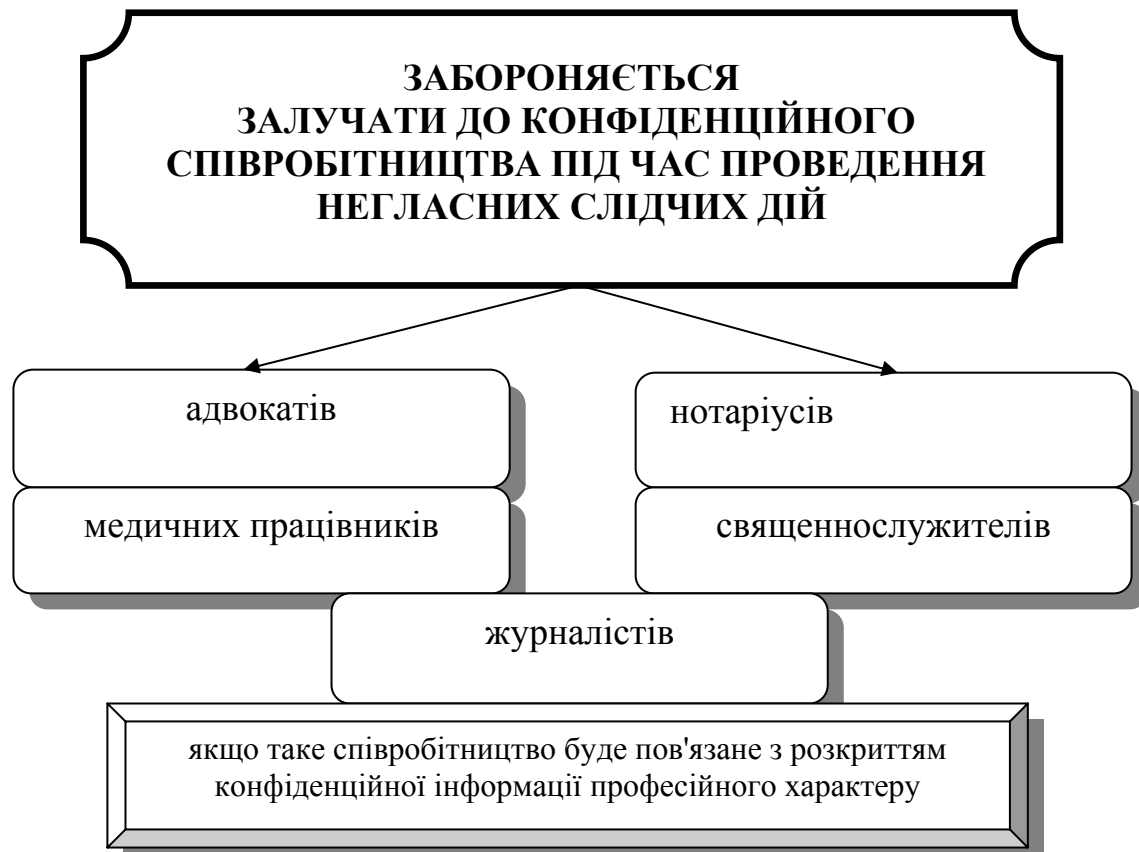 ЗАБОРОНЯЄТЬСЯ
ЗАЛУЧАТИ ДО КОНФІДЕНЦІЙНОГО
СПІВРОБІТНИЦТВА ПІД ЧАС ПРОВЕДЕННЯ
НЕГЛАСНИХ СЛІДЧИХ ДІЙ
адвокатів
нотаріусів
медичних працівників
священнослужителів
журналістів
якщо таке співробітництво буде пов'язане з розкриттям
конфіденційної інформації професійного характеру